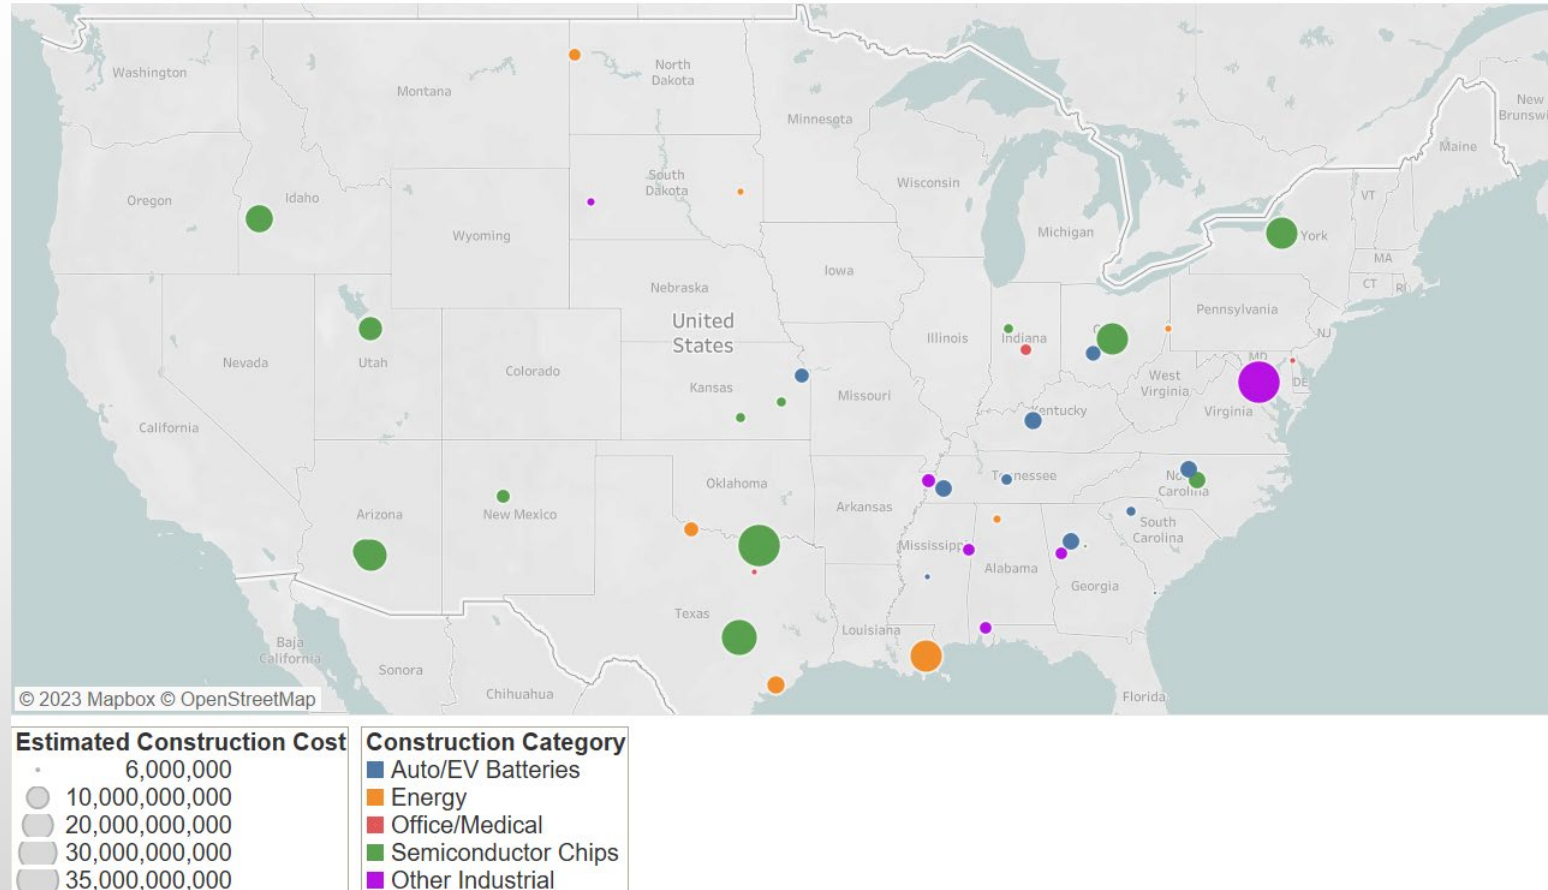 Washington
Montana
North
Dakota
Minnesota
New
Brunswi
Maine
Oregon
Idaho
South
Dakota
Wisconsin
VT
Wyoming
Michigan
York
Iowa
MA
Nebraska
CT
RI
United
States
Illinois
Indiana
Pennsylvania
NJ
Nevada
Utah
Colorado
Kansas
Missouri
West
Virginia
MD
DE
Virginia
California
Kentucky
Oklahoma
Tennessee
Carolina
Arizona
New Mexico
Arkansas
South
Carolina
Mississipp
Alabama
Georgia
Texas
Louisiana
Baja
California
Sonora
Chihuahua
Florida
© 2023 Mapbox © OpenStreetMap
Estimated Construction Cost
6,000,000
10,000,000,000
20,000,000,000
30,000,000,000
35,000,000,000
Construction Category
Auto/EV Batteries
Energy
Office/Medical
Semiconductor Chips
Other Industrial